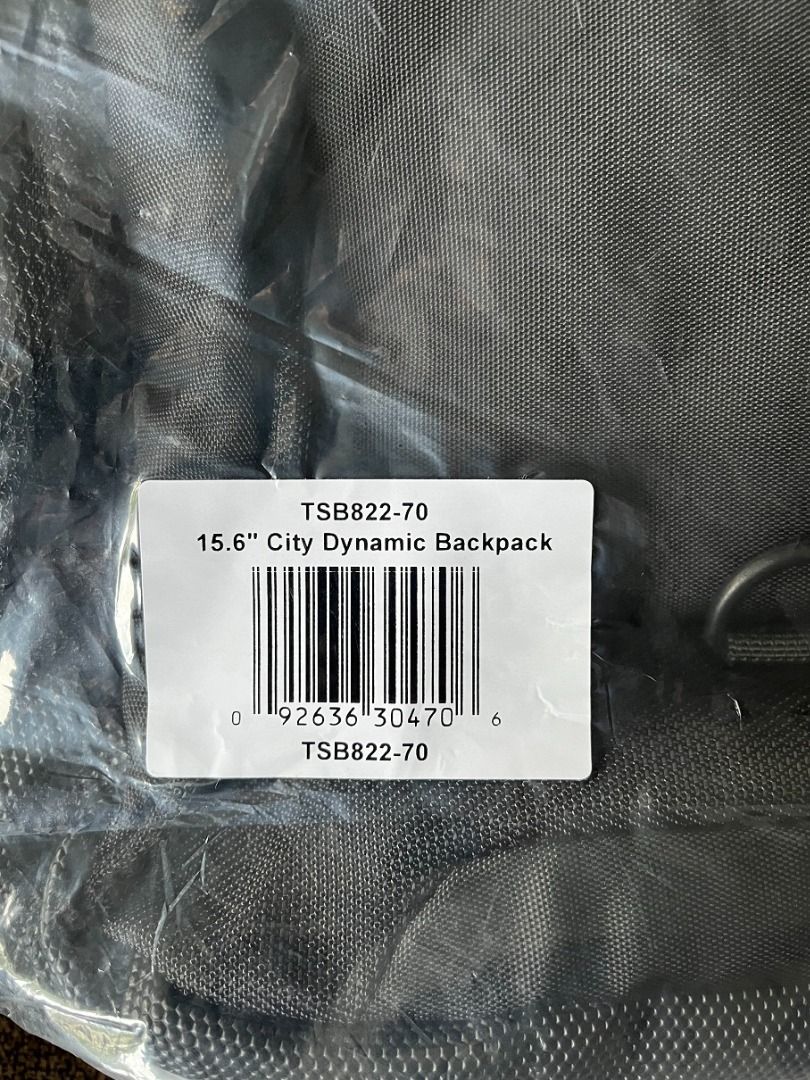 TSB822-70
15.6" City Dynamic Backpack
0 92636 30470 6
TSB822-70